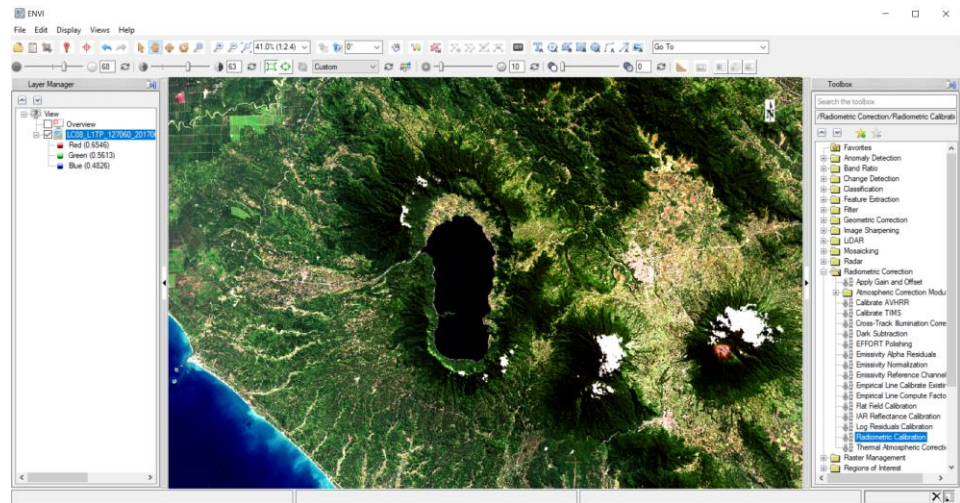 ENVI
File Edit Display Views Help
41.0% (1:2.4) 0° Go To
68 63 Custom 10 0
Layer Manager
View
Overview
LC08_L1TP_127060_20170
Red (0.6546)
Green (0.5613)
Blue (0.4826)
N
Toolbox
Search the toolbox
/Radiometric Correction/Radiometric Calibrati
Favorites
Anomaly Detection
Band Ratio
Change Detection
Classification
Feature Extraction
Filter
Geometric Correction
Image Sharpening
LiDAR
Mosaicking
Radar
Radiometric Correction
Apply Gain and Offset
Atmospheric Correction Modu
Calibrate AVHRR
Calibrate TIMS
Cross-Track Illumination Corre
Dark Subtraction
EFFORT Polishing
Emissivity Alpha Residuals
Emissivity Normalization
Emissivity Reference Channel
Empirical Line Calibrate Existin
Empirical Line Compute Facto
Flat Field Calibration
IAR Reflectance Calibration
Log Residuals Calibration
Radiometric Calibration
Thermal Atmospheric Correcti
Raster Management
Regions of Interest